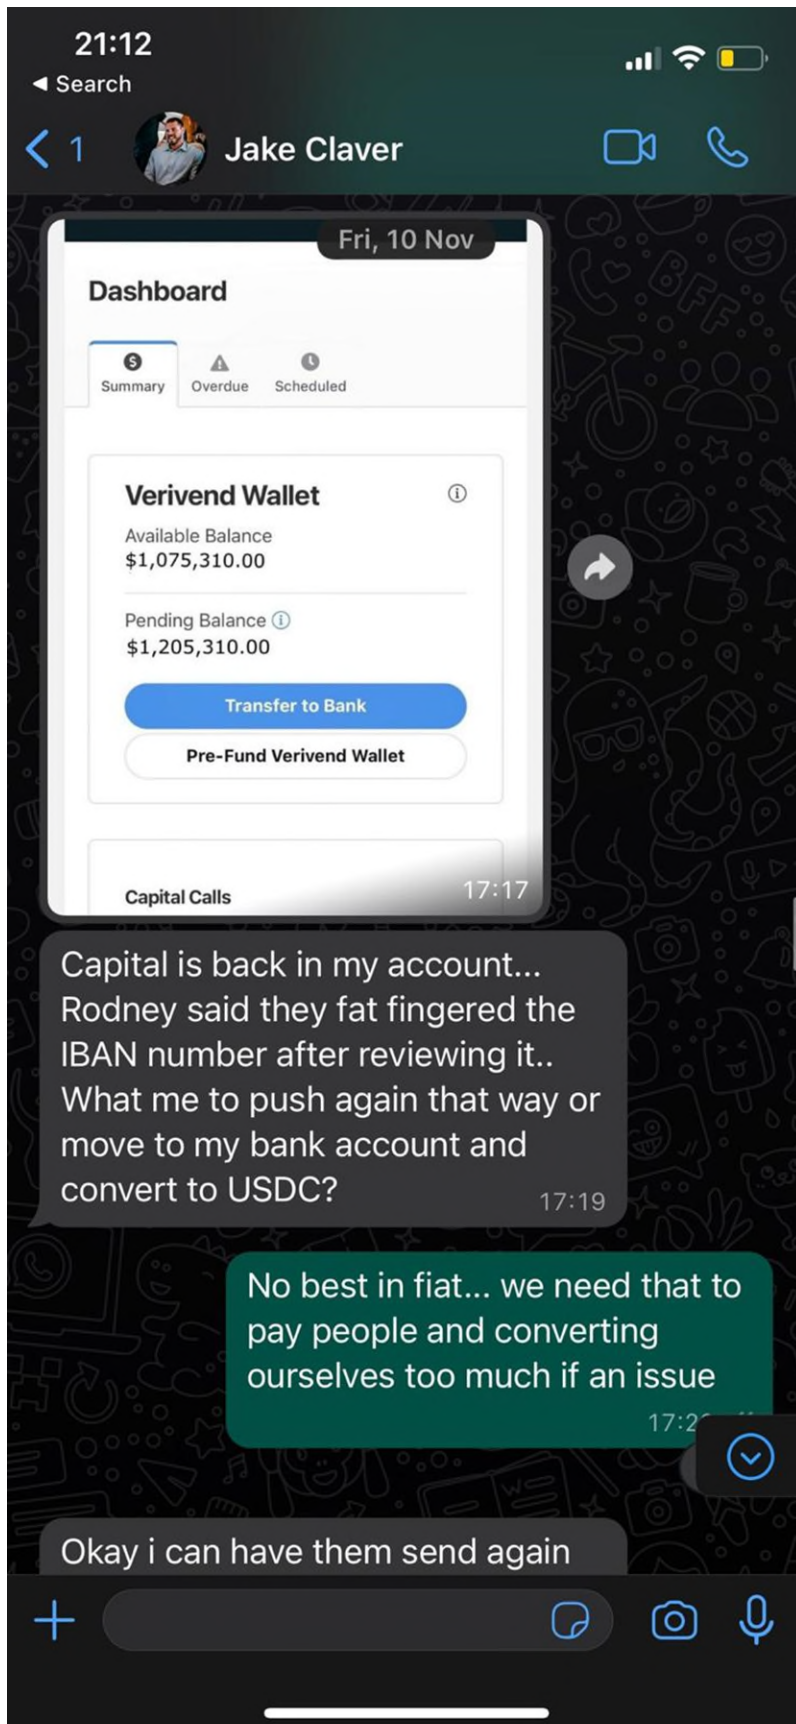 21:12
◀ Search
1
Jake Claver
Fri, 10 Nov
Dashboard
Summary
Overdue
Scheduled
Verivend Wallet
Available Balance
$1,075,310.00
Pending Balance
$1,205,310.00
Transfer to Bank
Pre-Fund Verivend Wallet
Capital Calls
17:17
Capital is back in my account...
Rodney said they fat fingered the
IBAN number after reviewing it..
What me to push again that way or
move to my bank account and
convert to USDC?
17:19
No best in fiat... we need that to
pay people and converting
ourselves too much if an issue
Okay i can have them send again